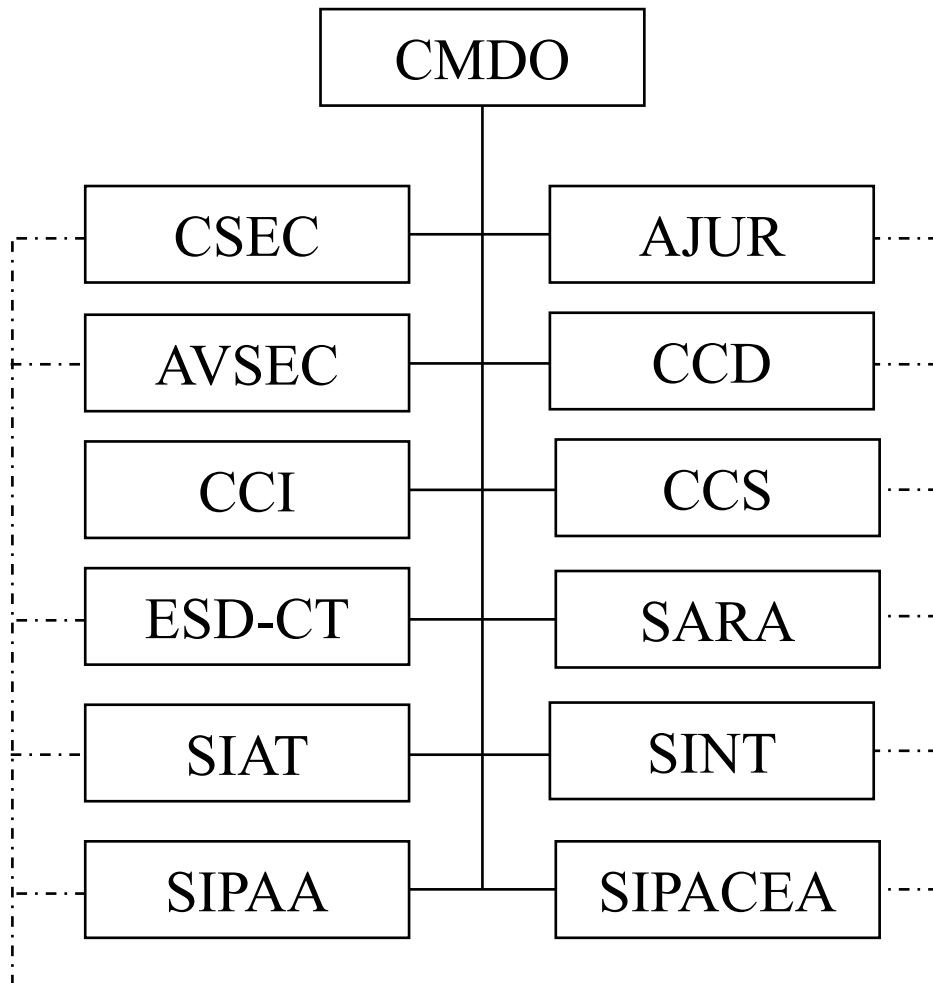 CMDO
CSEC
AJUR
AVSEC
CCD
CCI
CCS
ESD-CT
SARA
SIAT
SINT
SIPAA
SIPACEA